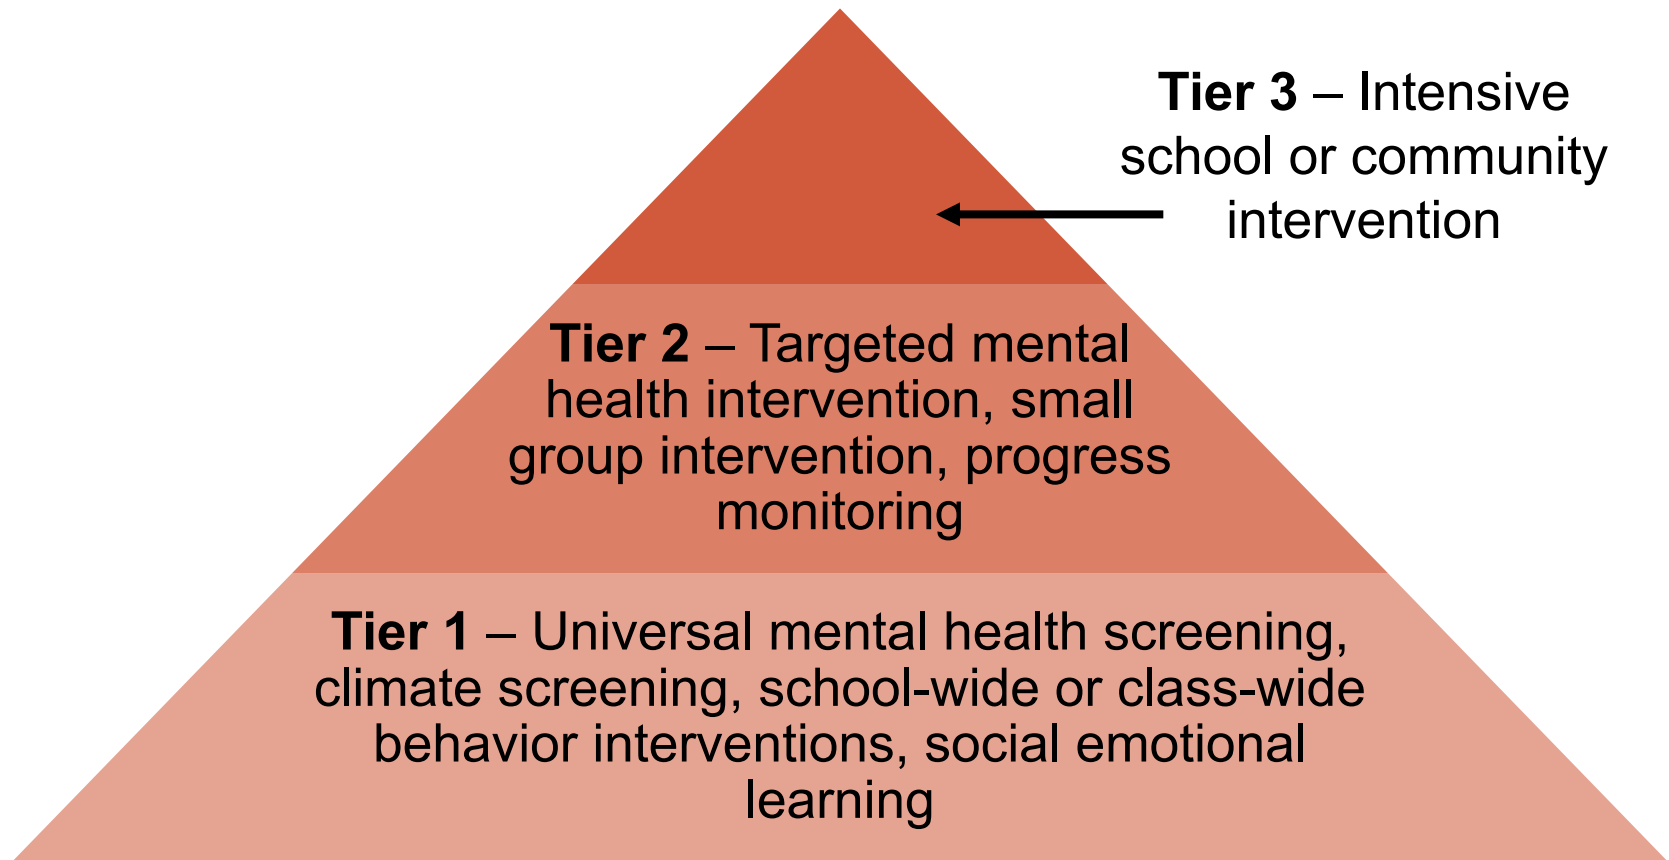 Tier 3 – Intensive
school or community
intervention
Tier 2 – Targeted mental
health intervention, small
group intervention, progress
monitoring
Tier 1 – Universal mental health screening,
climate screening, school-wide or class-wide
behavior interventions, social emotional
learning